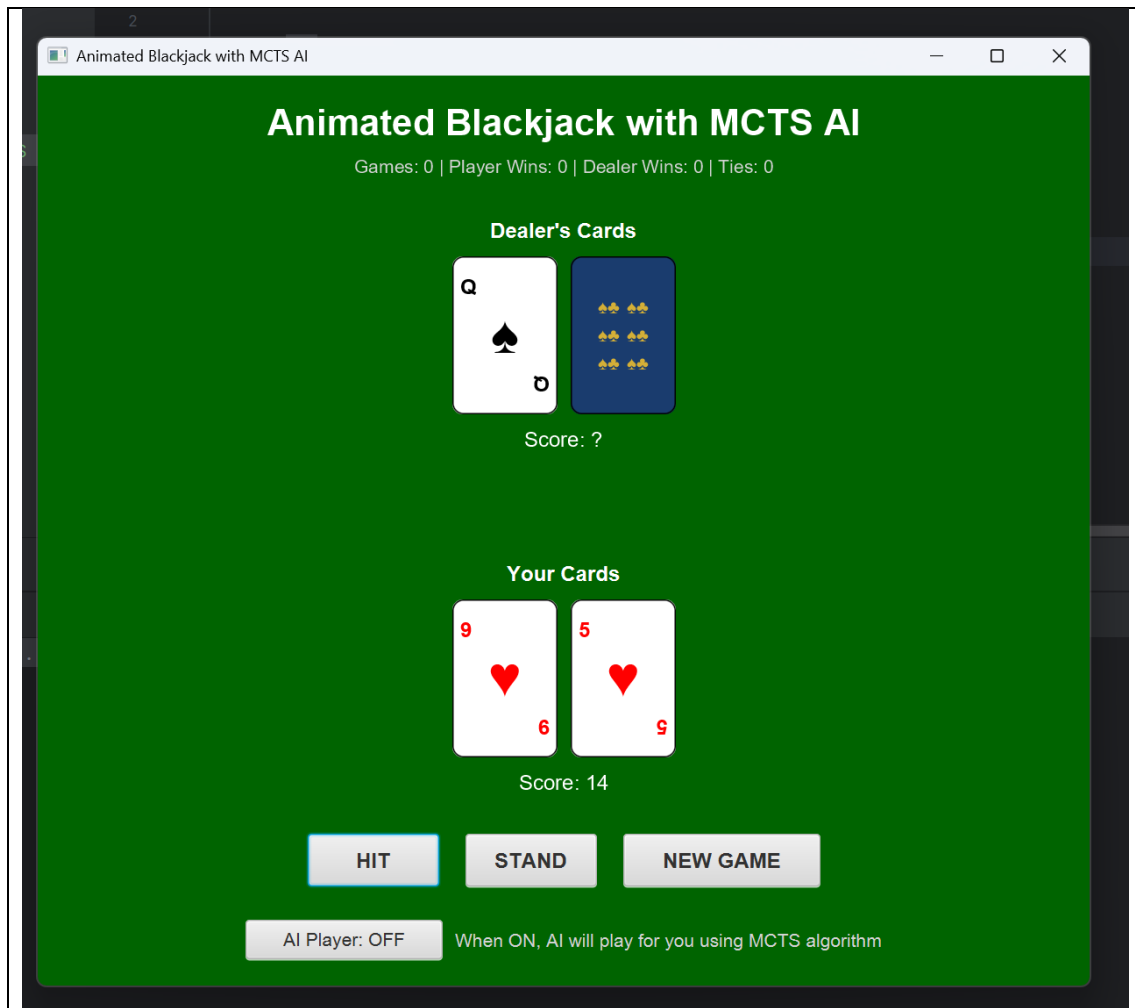 2
Animated Blackjack with MCTS AI
Animated Blackjack with MCTS AI
Games: 0 | Player Wins: 0 | Dealer Wins: 0 | Ties: 0
Dealer's Cards
Q
♠
Q
♠♣ ♠♣
♠♣ ♠♣
♠♣ ♠♣
Score: ?
Your Cards
9 5
♥ ♥
9 5
Score: 14
HIT STAND NEW GAME
AI Player: OFF When ON, AI will play for you using MCTS algorithm